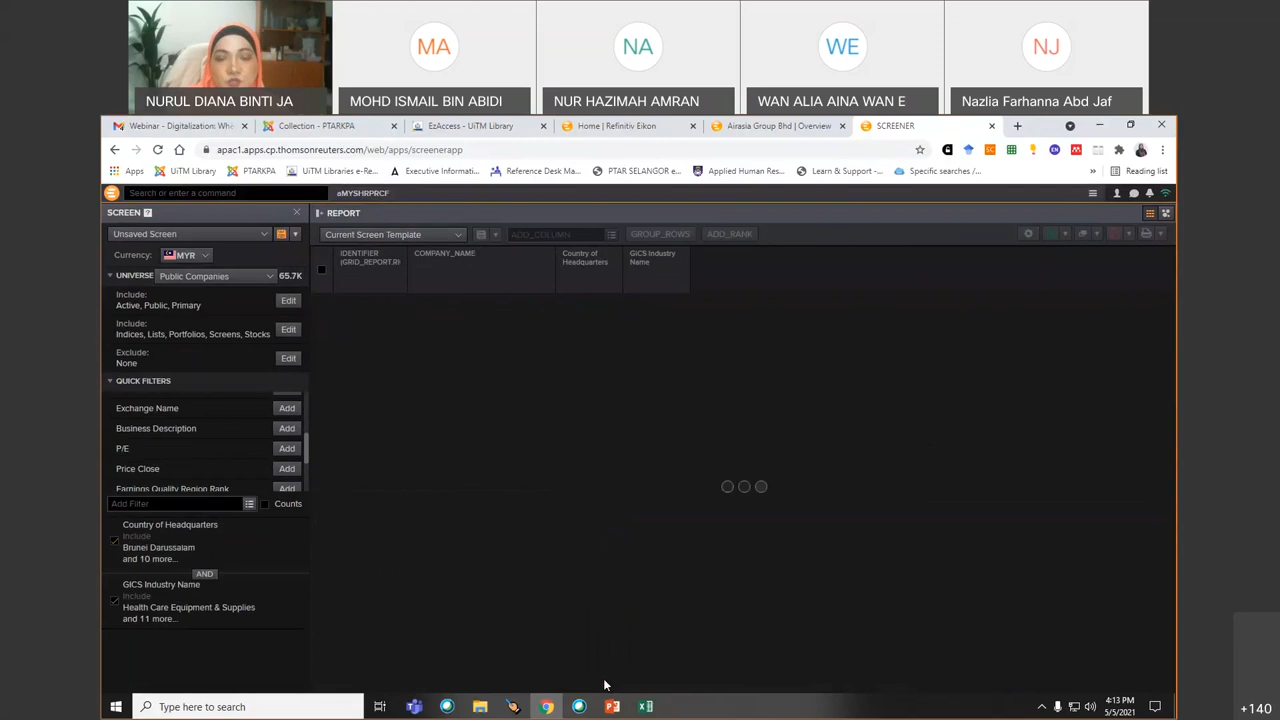 MA
NA
WE
NJ
NURUL DIANA BINTI JA
MOHD ISMAIL BIN ABIDI
NUR HAZIMAH AMRAN
WAN ALIA AINA WAN E
Nazlia Farhanna Abd Jaf
Webinar - Digitalization: Whe
Collection - PTARKPA
EzAccess - UiTM Library
Home | Refinitiv Eikon
Airasia Group Bhd | Overview
SCREENER
apac1.apps.cp.thomsonreuters.com/web/apps/screenerapp
Apps
UiTM Library
PTARKPA
UiTM Libraries e-Re...
Executive Informati...
Reference Desk Ma...
PTAR SELANGOR e...
Applied Human Res...
Learn & Support -...
Specific searches /...
»
Reading list
Search or enter a command
aMYSHRPRCF
SCREEN ?
REPORT
Unsaved Screen
Current Screen Template
ADD_COLUMN
GROUP_ROWS
ADD_RANK
Currency:
MYR
IDENTIFIER
(GRID_REPORT.RI
COMPANY_NAME
Country of
Headquarters
GICS Industry
Name
UNIVERSE
Public Companies
65.7K
Include:
Active, Public, Primary
Edit
Include:
Indices, Lists, Portfolios, Screens, Stocks
Edit
Exclude:
None
Edit
QUICK FILTERS
Exchange Name
Add
Business Description
Add
P/E
Add
Price Close
Add
Earnings Quality Region Rank
Add
Add Filter
Counts
Country of Headquarters
Include
Brunei Darussalam
and 10 more...
AND
GICS Industry Name
Include
Health Care Equipment & Supplies
and 11 more...
Type here to search
4:13 PM
5/5/2021
+140